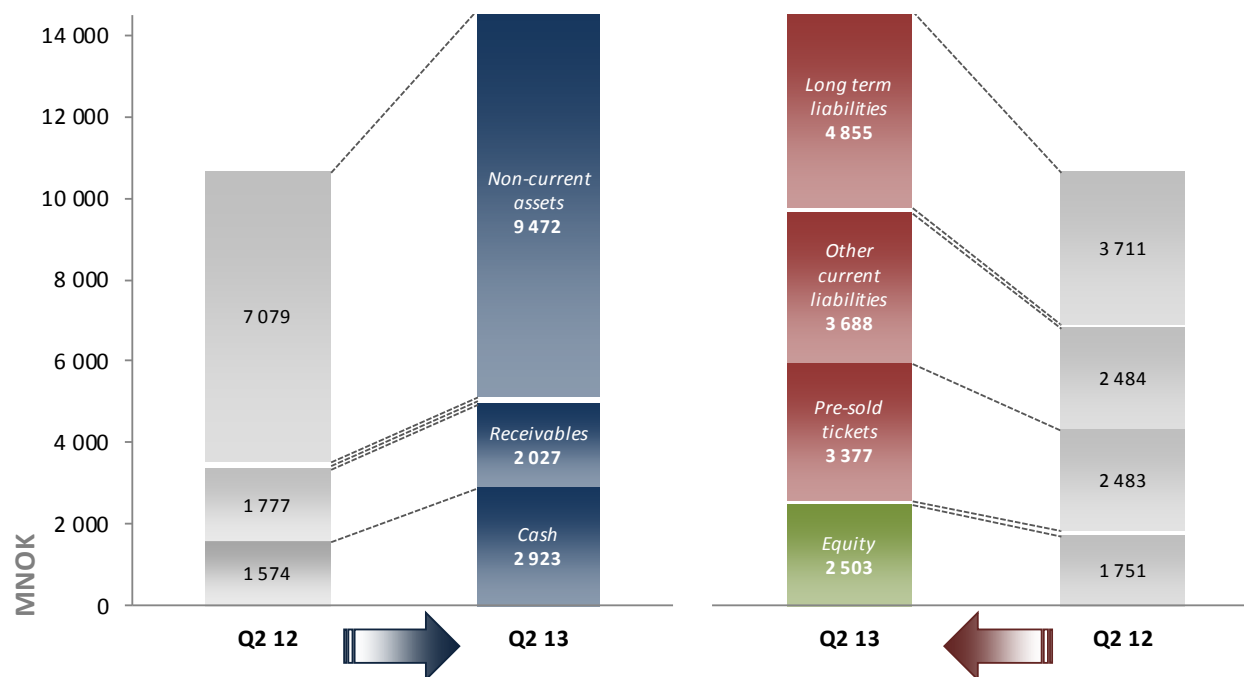 14 000
12 000
10 000
8 000
6 000
4 000
2 000
0
MNOK
7 079
1 777
1 574
Non-current
assets
9 472
Receivables
2 027
Cash
2 923
Q2 12
Q2 13
Long term
liabilities
4 855
Other
current
liabilities
3 688
Pre-sold
tickets
3 377
Equity
2 503
3 711
2 484
2 483
1 751
Q2 13
Q2 12